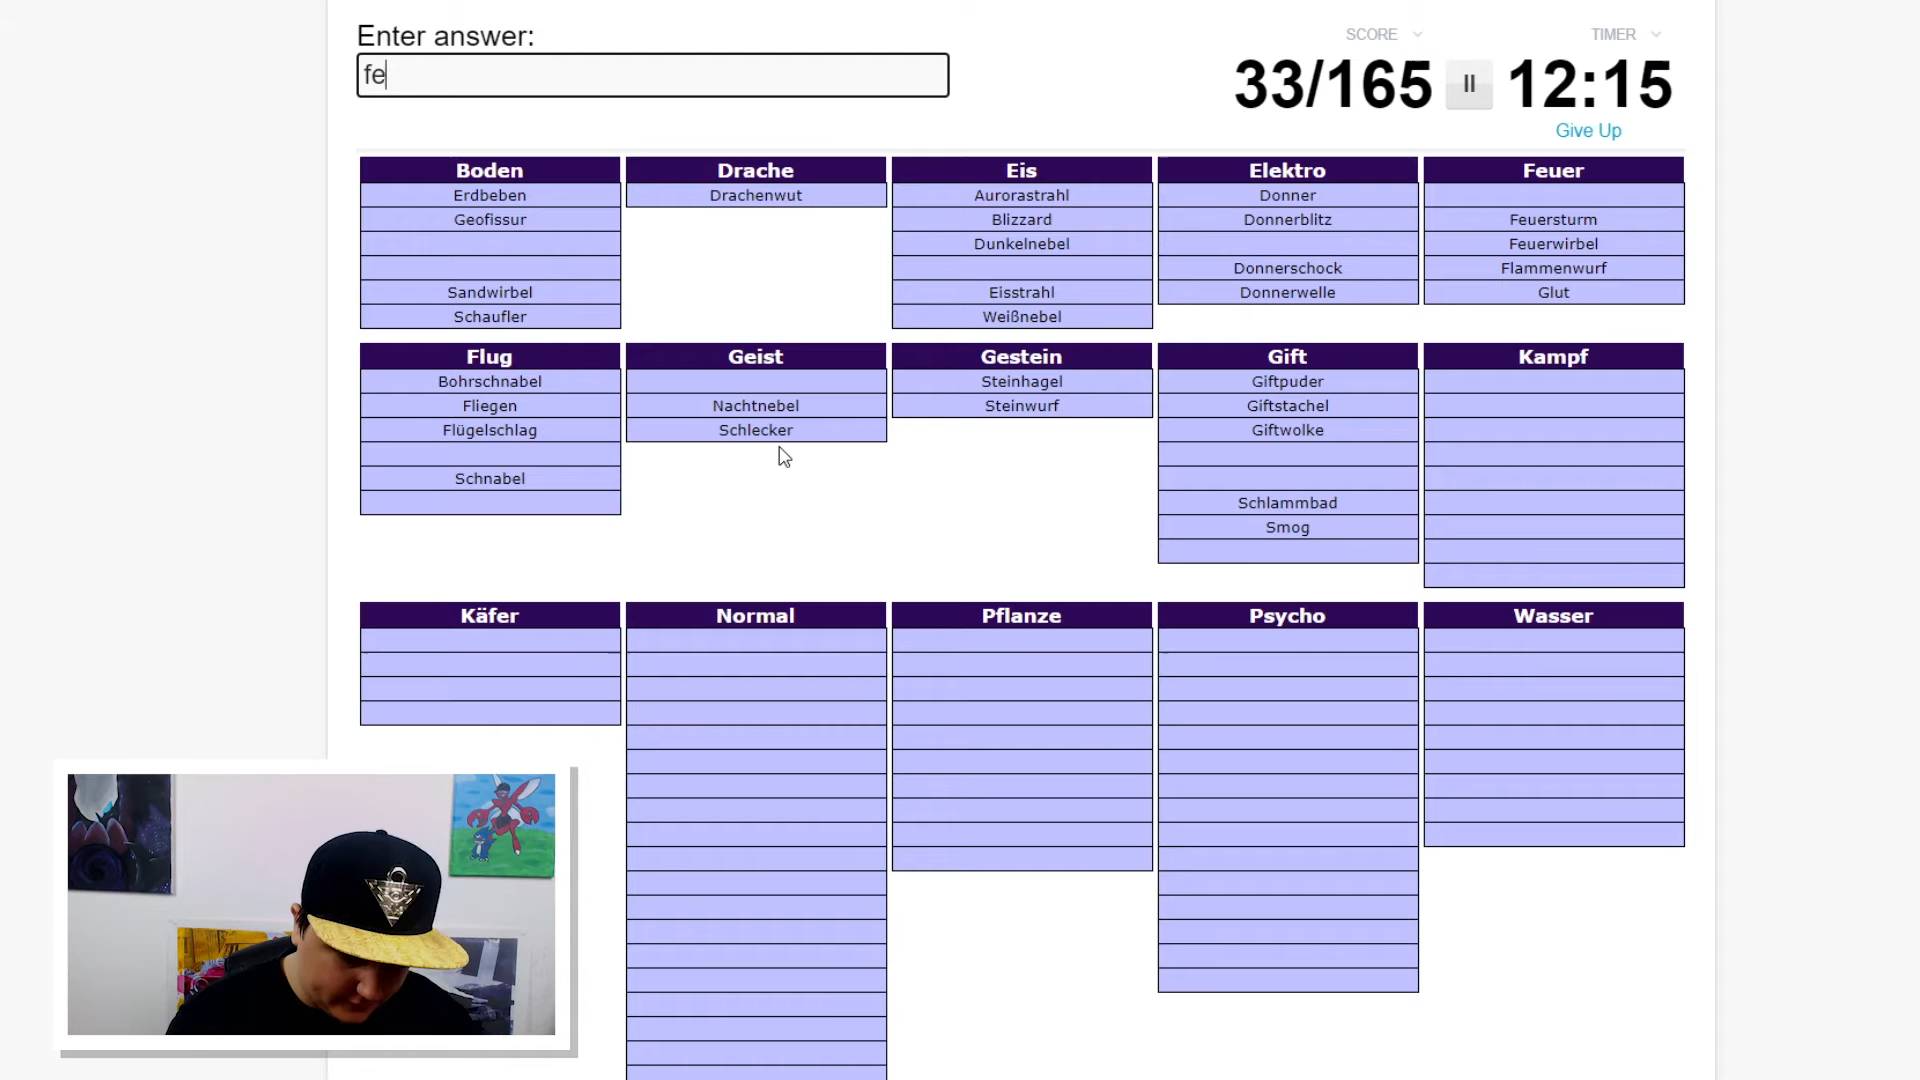 Enter answer:
SCORE
TIMER
fe
33/165
12:15
Give Up
Boden
Drache
Eis
Elektro
Feuer
Erdbeben
Drachenwut
Aurorastrahl
Donner
Geofissur
Blizzard
Donnerblitz
Feuersturm
Dunkelnebel
Feuerwirbel
Donnerschock
Flammenwurf
Sandwirbel
Eisstrahl
Donnerwelle
Glut
Schaufler
Weißnebel
Flug
Geist
Gestein
Gift
Kampf
Bohrschnabel
Steinhagel
Giftpuder
Fliegen
Nachtnebel
Steinwurf
Giftstachel
Flügelschlag
Schlecker
Giftwolke
Schnabel
Schlammbad
Smog
Käfer
Normal
Pflanze
Psycho
Wasser